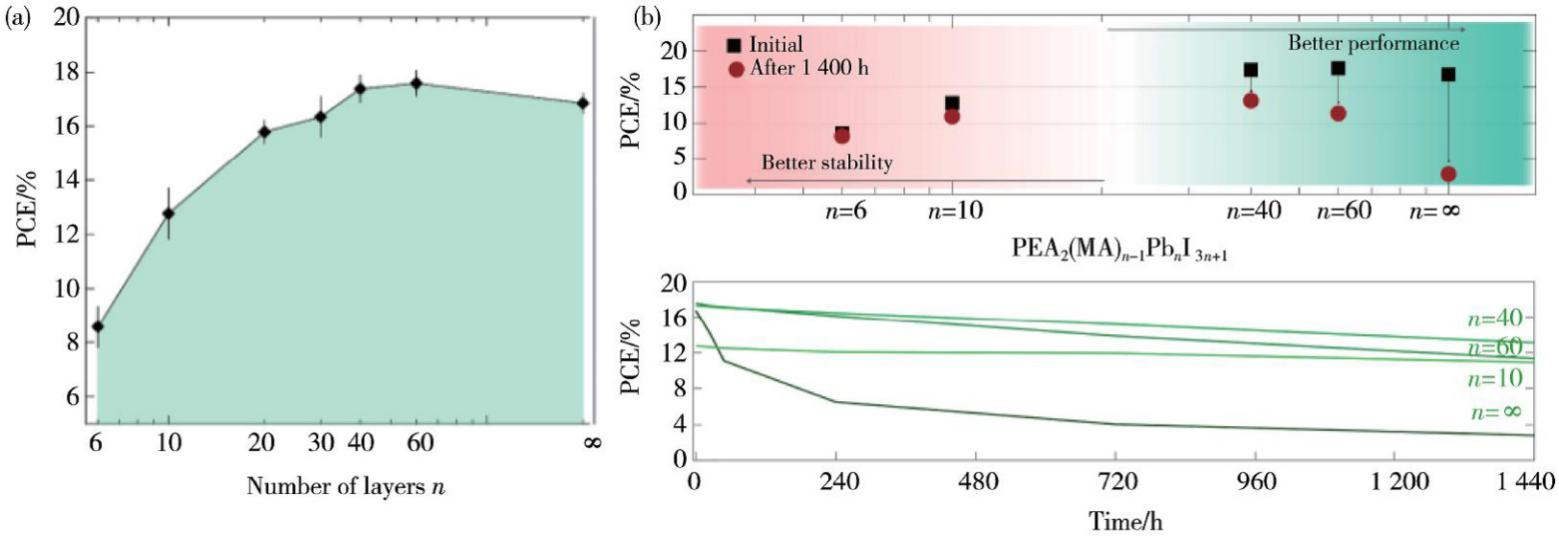 (a)
20
18
16
14
12
10
8
6
PCE/%
6 10 20 30 40 60 ∞
Number of layers n
(b)
20
15
10
5
0
PCE/%
Initial
After 1 400 h
Better performance
Better stability
n=6 n=10 n=40 n=60 n=∞
PEA₂(MA)ₙ₋₁PbₙI₃ₙ₊₁
20
16
12
8
4
0
PCE/%
n=40
n=60
n=10
n=∞
0 240 480 720 960 1 200 1 440
Time/h